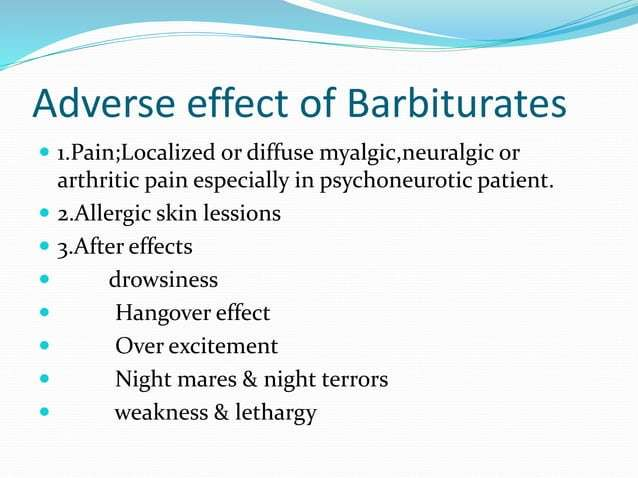 Adverse effect of Barbiturates
1.Pain;Localized or diffuse myalgic,neuralgic or
arthritic pain especially in psychoneurotic patient.
2.Allergic skin lessions
3.After effects
drowsiness
Hangover effect
Over excitement
Night mares & night terrors
weakness & lethargy